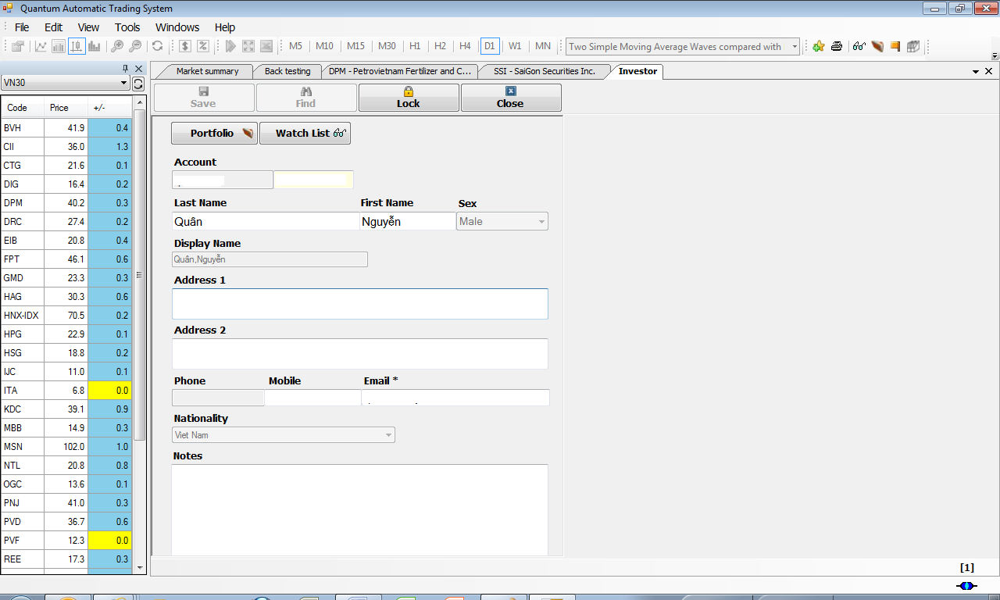 Quantum Automatic Trading System
File Edit View Tools Windows Help
M5 M10 M15 M30 H1 H2 H4 D1 W1 MN Two Simple Moving Average Waves compared with
VN30
Market summary Back testing DPM - Petrovietnam Fertilizer and C... SSI - SaiGon Securities Inc. Investor
Save Find Lock Close
Code Price +/-
BVH 41.9 0.4
CII 36.0 1.3
CTG 21.6 0.1
DIG 16.4 0.2
DPM 40.2 0.3
DRC 27.4 0.2
EIB 20.8 0.4
FPT 46.1 0.6
GMD 23.3 0.3
HAG 30.3 0.6
HNX-IDX 70.5 0.2
HPG 22.9 0.1
HSG 18.8 0.2
IJC 11.0 0.1
ITA 6.8 0.0
KDC 39.1 0.9
MBB 14.9 0.3
MSN 102.0 1.0
NTL 20.8 0.8
OGC 13.6 0.1
PNJ 41.0 0.3
PVD 36.7 0.6
PVF 12.3 0.0
REE 17.3 0.3
Portfolio Watch List
Account
Last Name First Name Sex
Quân Nguyễn Male
Display Name
Quân,Nguyễn
Address 1
Address 2
Phone Mobile Email *
Nationality
Viet Nam
Notes
[1]